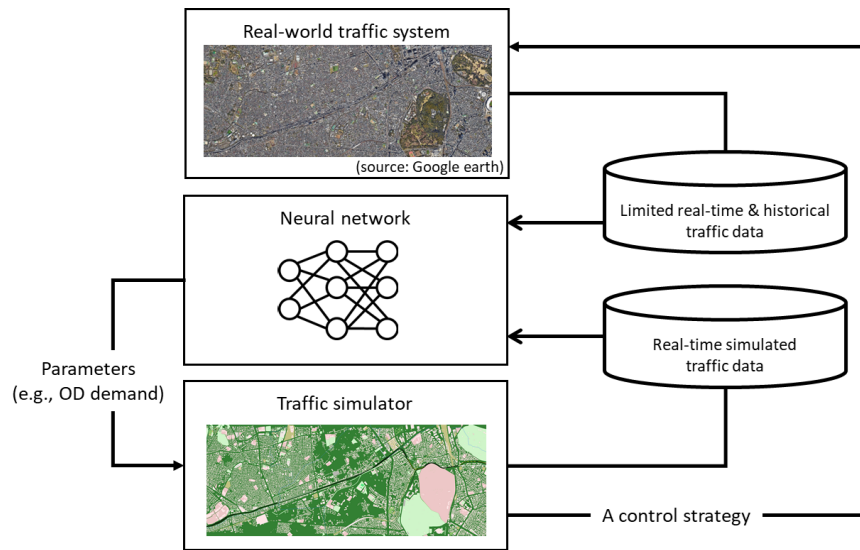 Real-world traffic system
(source: Google earth)
Limited real-time & historical
traffic data
Neural network
Real-time simulated
traffic data
Parameters
(e.g., OD demand)
Traffic simulator
A control strategy